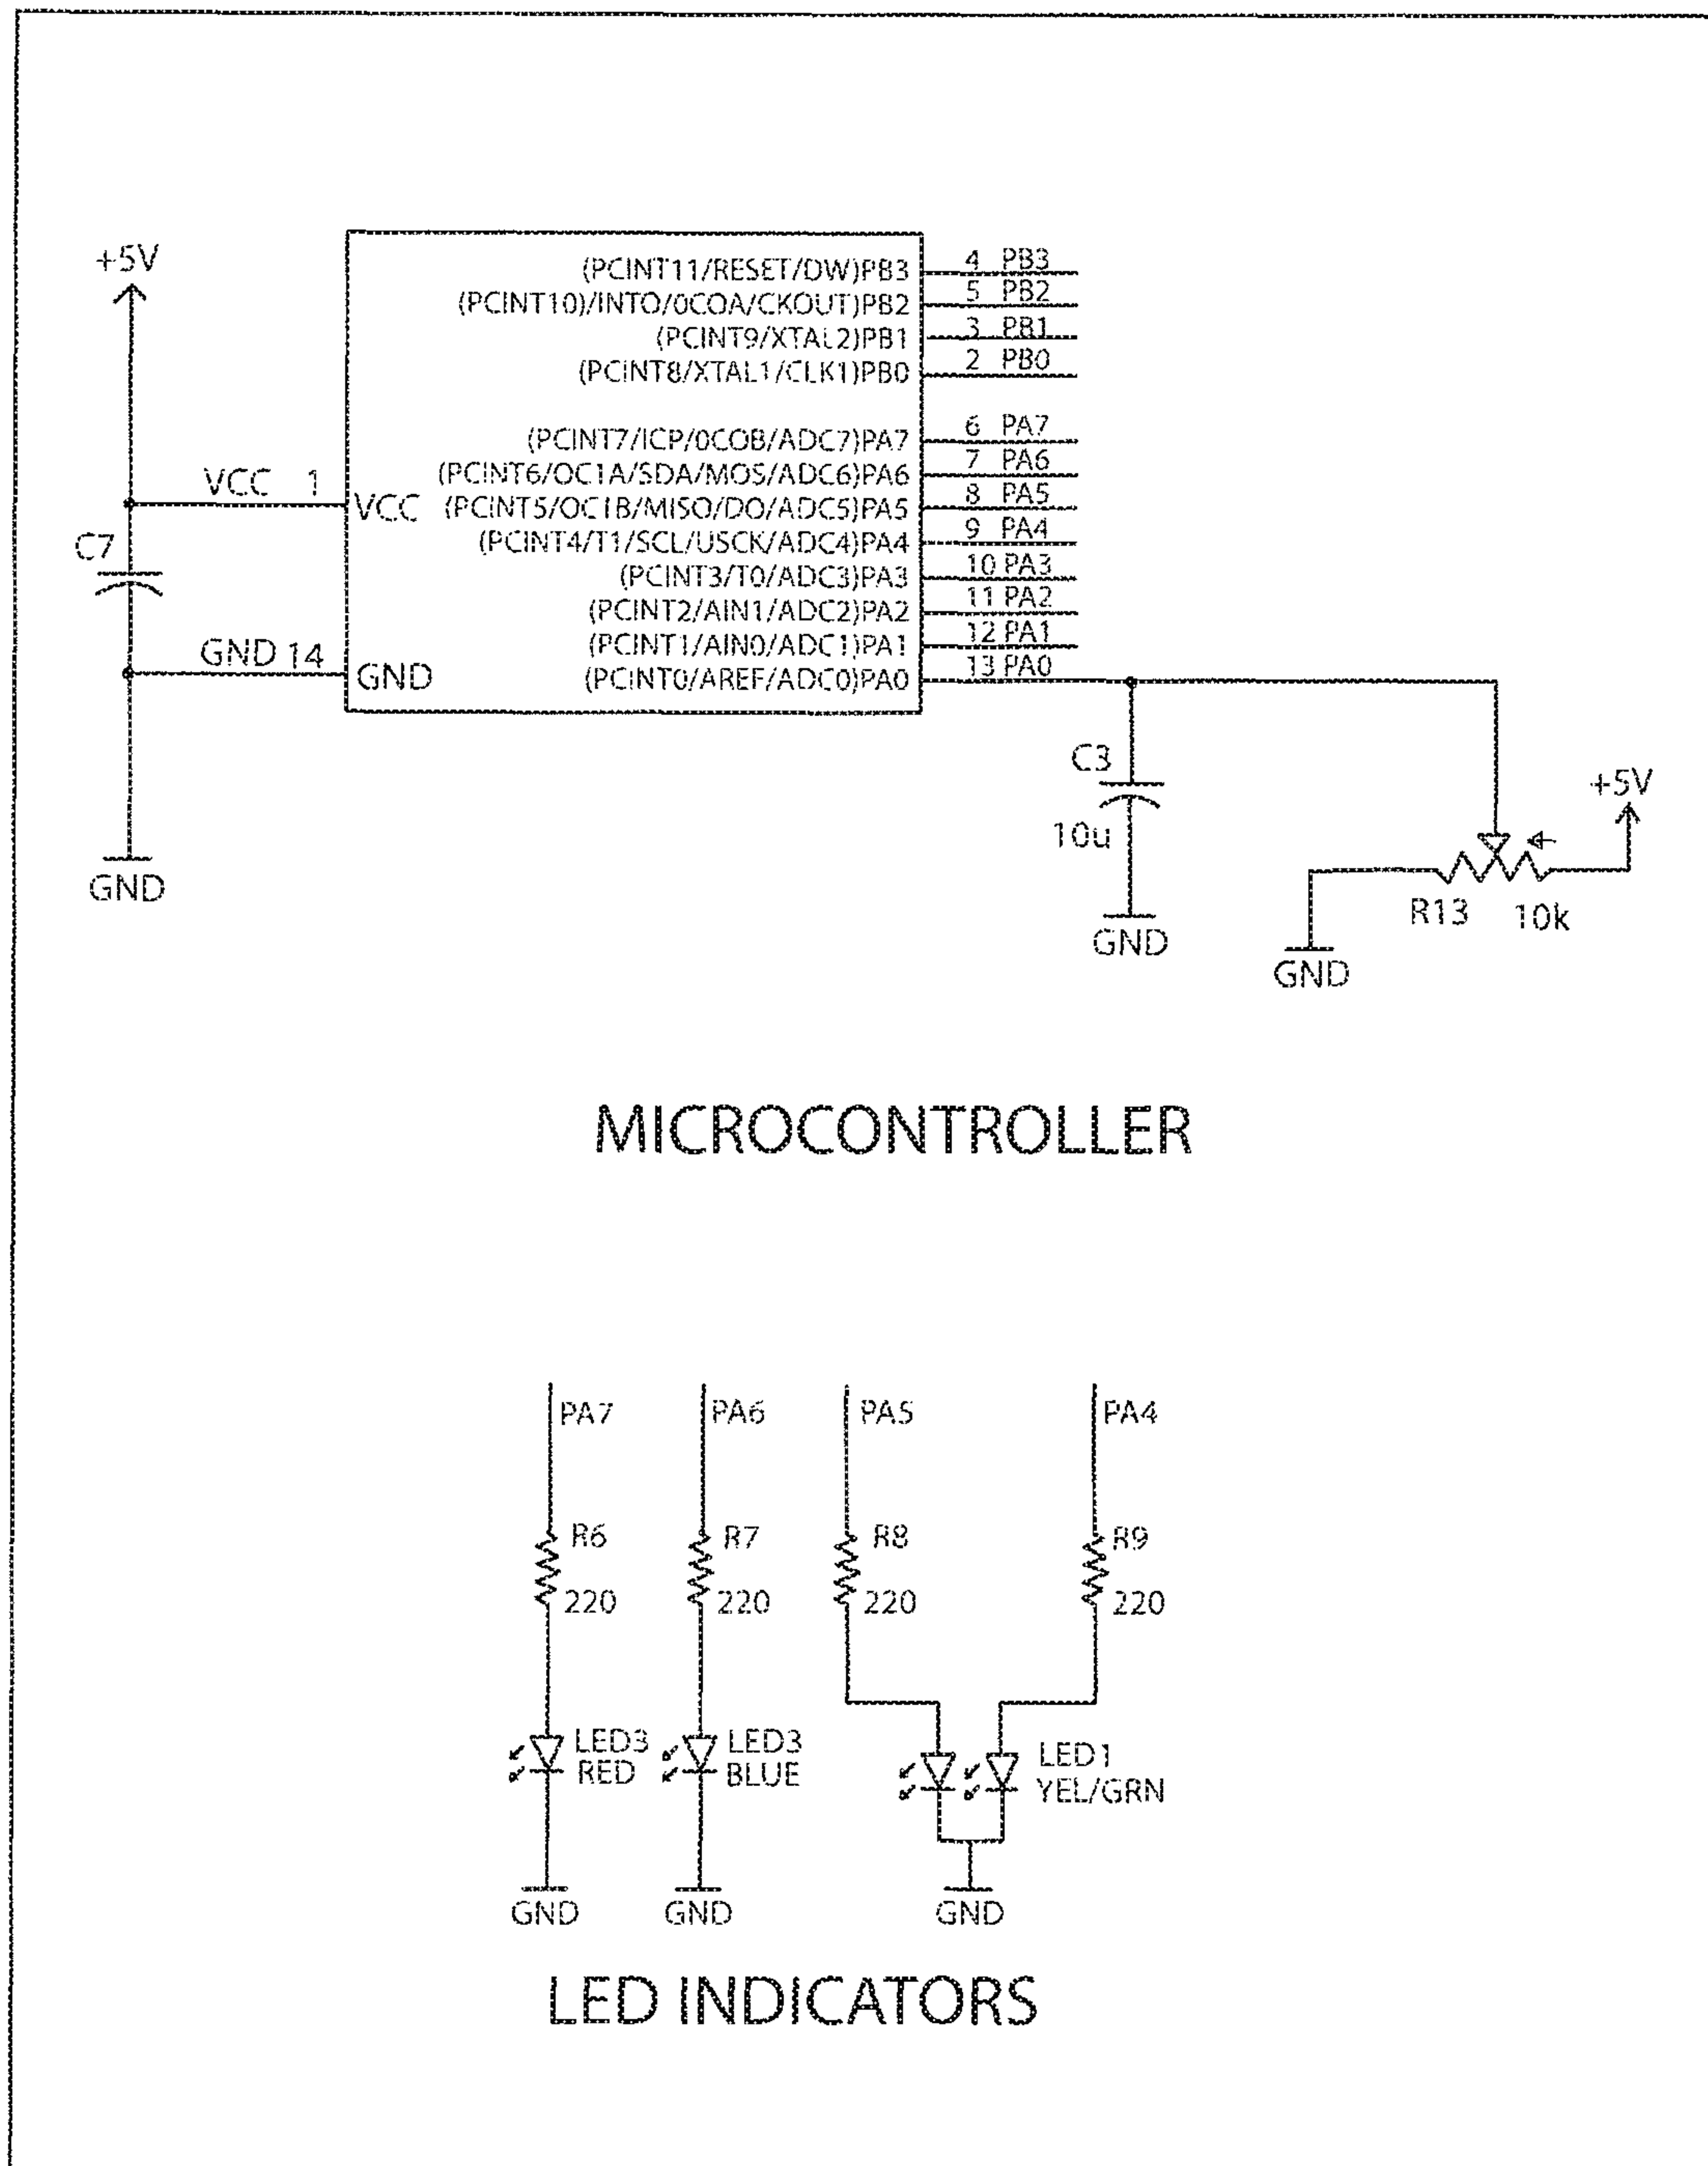 +5V
(PCINT11/RESET/DW)PB3
4 PB3
(PCINT10)/INTO/0COA/CKOUT)PB2
5 PB2
(PCINT9/XTAL2)PB1
3 PB1
(PCINT8/XTAL1/CLK1)PB0
2 PB0
(PCINT7/ICP/0COB/ADC7)PA7
6 PA7
(PCINT6/OC1A/SDA/MOS/ADC6)PA6
7 PA6
VCC 1
VCC
(PCINT5/OC1B/MISO/DO/ADC5)PA5
8 PA5
(PCINT4/T1/SCL/USCK/ADC4)PA4
9 PA4
C7
(PCINT3/T0/ADC3)PA3
10 PA3
(PCINT2/AIN1/ADC2)PA2
11 PA2
(PCINT1/AIN0/ADC1)PA1
12 PA1
GND 14
GND
(PCINT0/AREF/ADC0)PA0
13 PA0
C3
10u
GND
+5V
R13 10k
GND
GND
MICROCONTROLLER
PA7
PA6
PA5
PA4
R6
220
R7
220
R8
220
R9
220
LED3
RED
LED3
BLUE
LED1
YEL/GRN
GND
GND
GND
LED INDICATORS